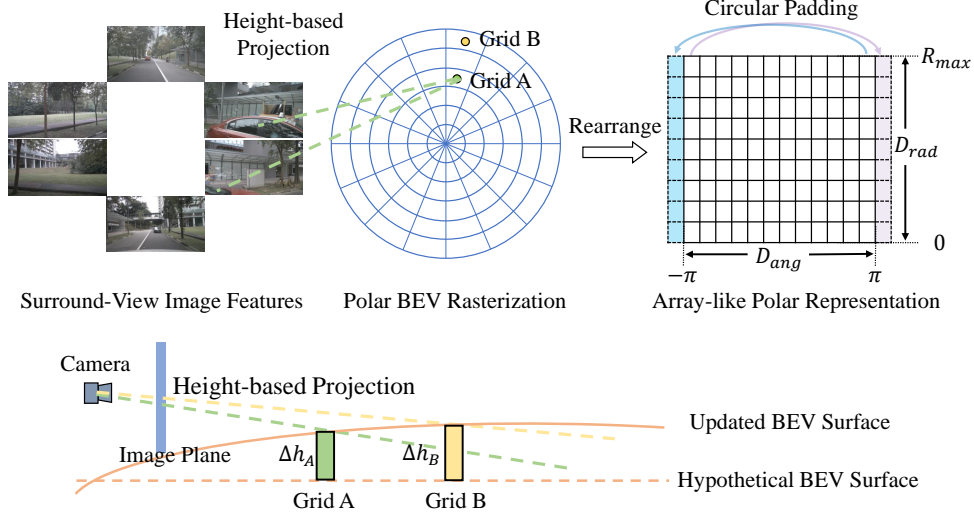 Circular Padding
Height-based
Projection
Grid B
Grid A
Rearrange
R_max
D_rad
0
D_ang
−π
π
Surround-View Image Features
Polar BEV Rasterization
Array-like Polar Representation
Camera
Height-based Projection
Updated BEV Surface
Image Plane
Δh_A
Δh_B
Hypothetical BEV Surface
Grid A
Grid B